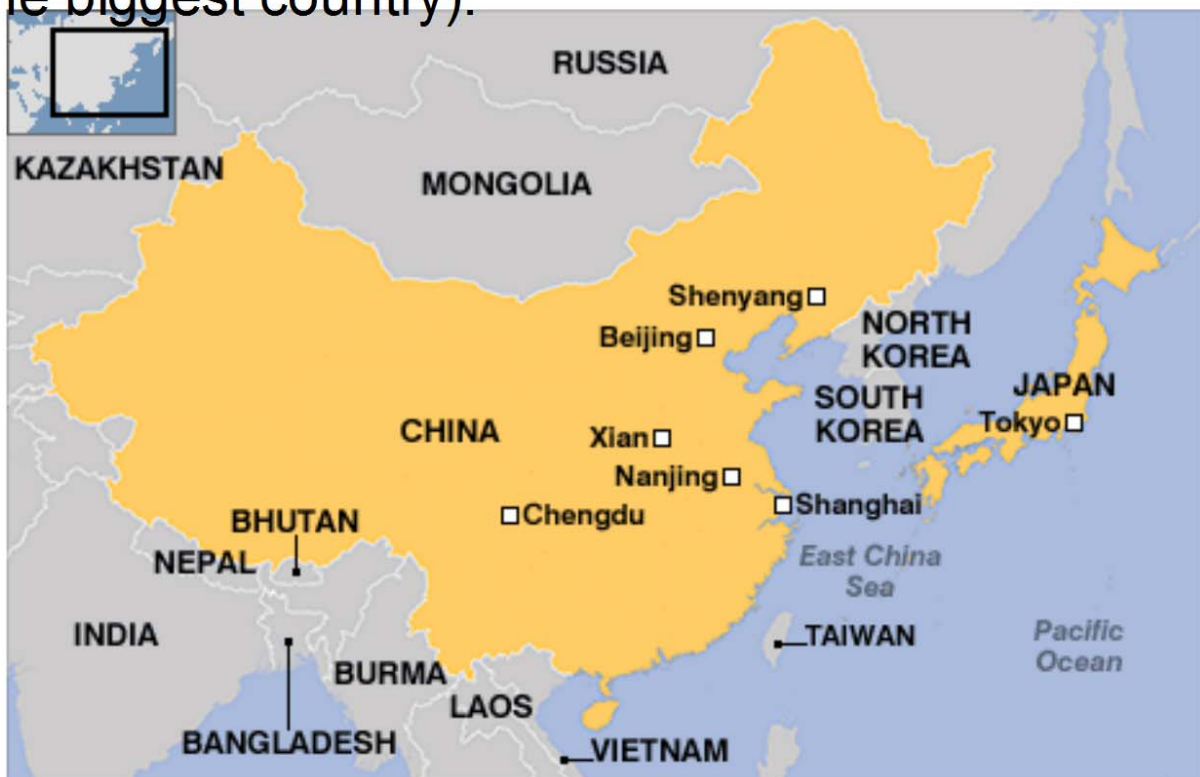 le biggest country).
RUSSIA
KAZAKHSTAN
MONGOLIA
Shenyang
Beijing
NORTH
KOREA
JAPAN
SOUTH
KOREA
Tokyo
CHINA
Xian
Nanjing
Shanghai
Chengdu
BHUTAN
NEPAL
East China
Sea
INDIA
TAIWAN
Pacific
Ocean
BURMA
LAOS
BANGLADESH
VIETNAM